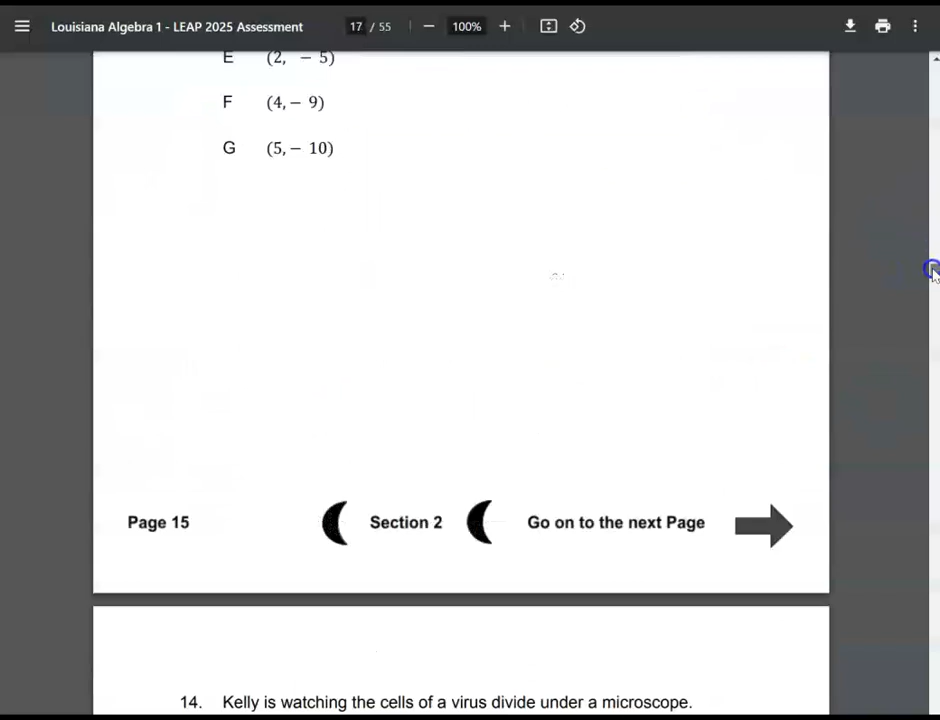 Louisiana Algebra 1 - LEAP 2025 Assessment 17 / 55 100%
E (2, − 5)
F (4,− 9)
G (5,− 10)
Page 15 Section 2 Go on to the next Page
14. Kelly is watching the cells of a virus divide under a microscope.